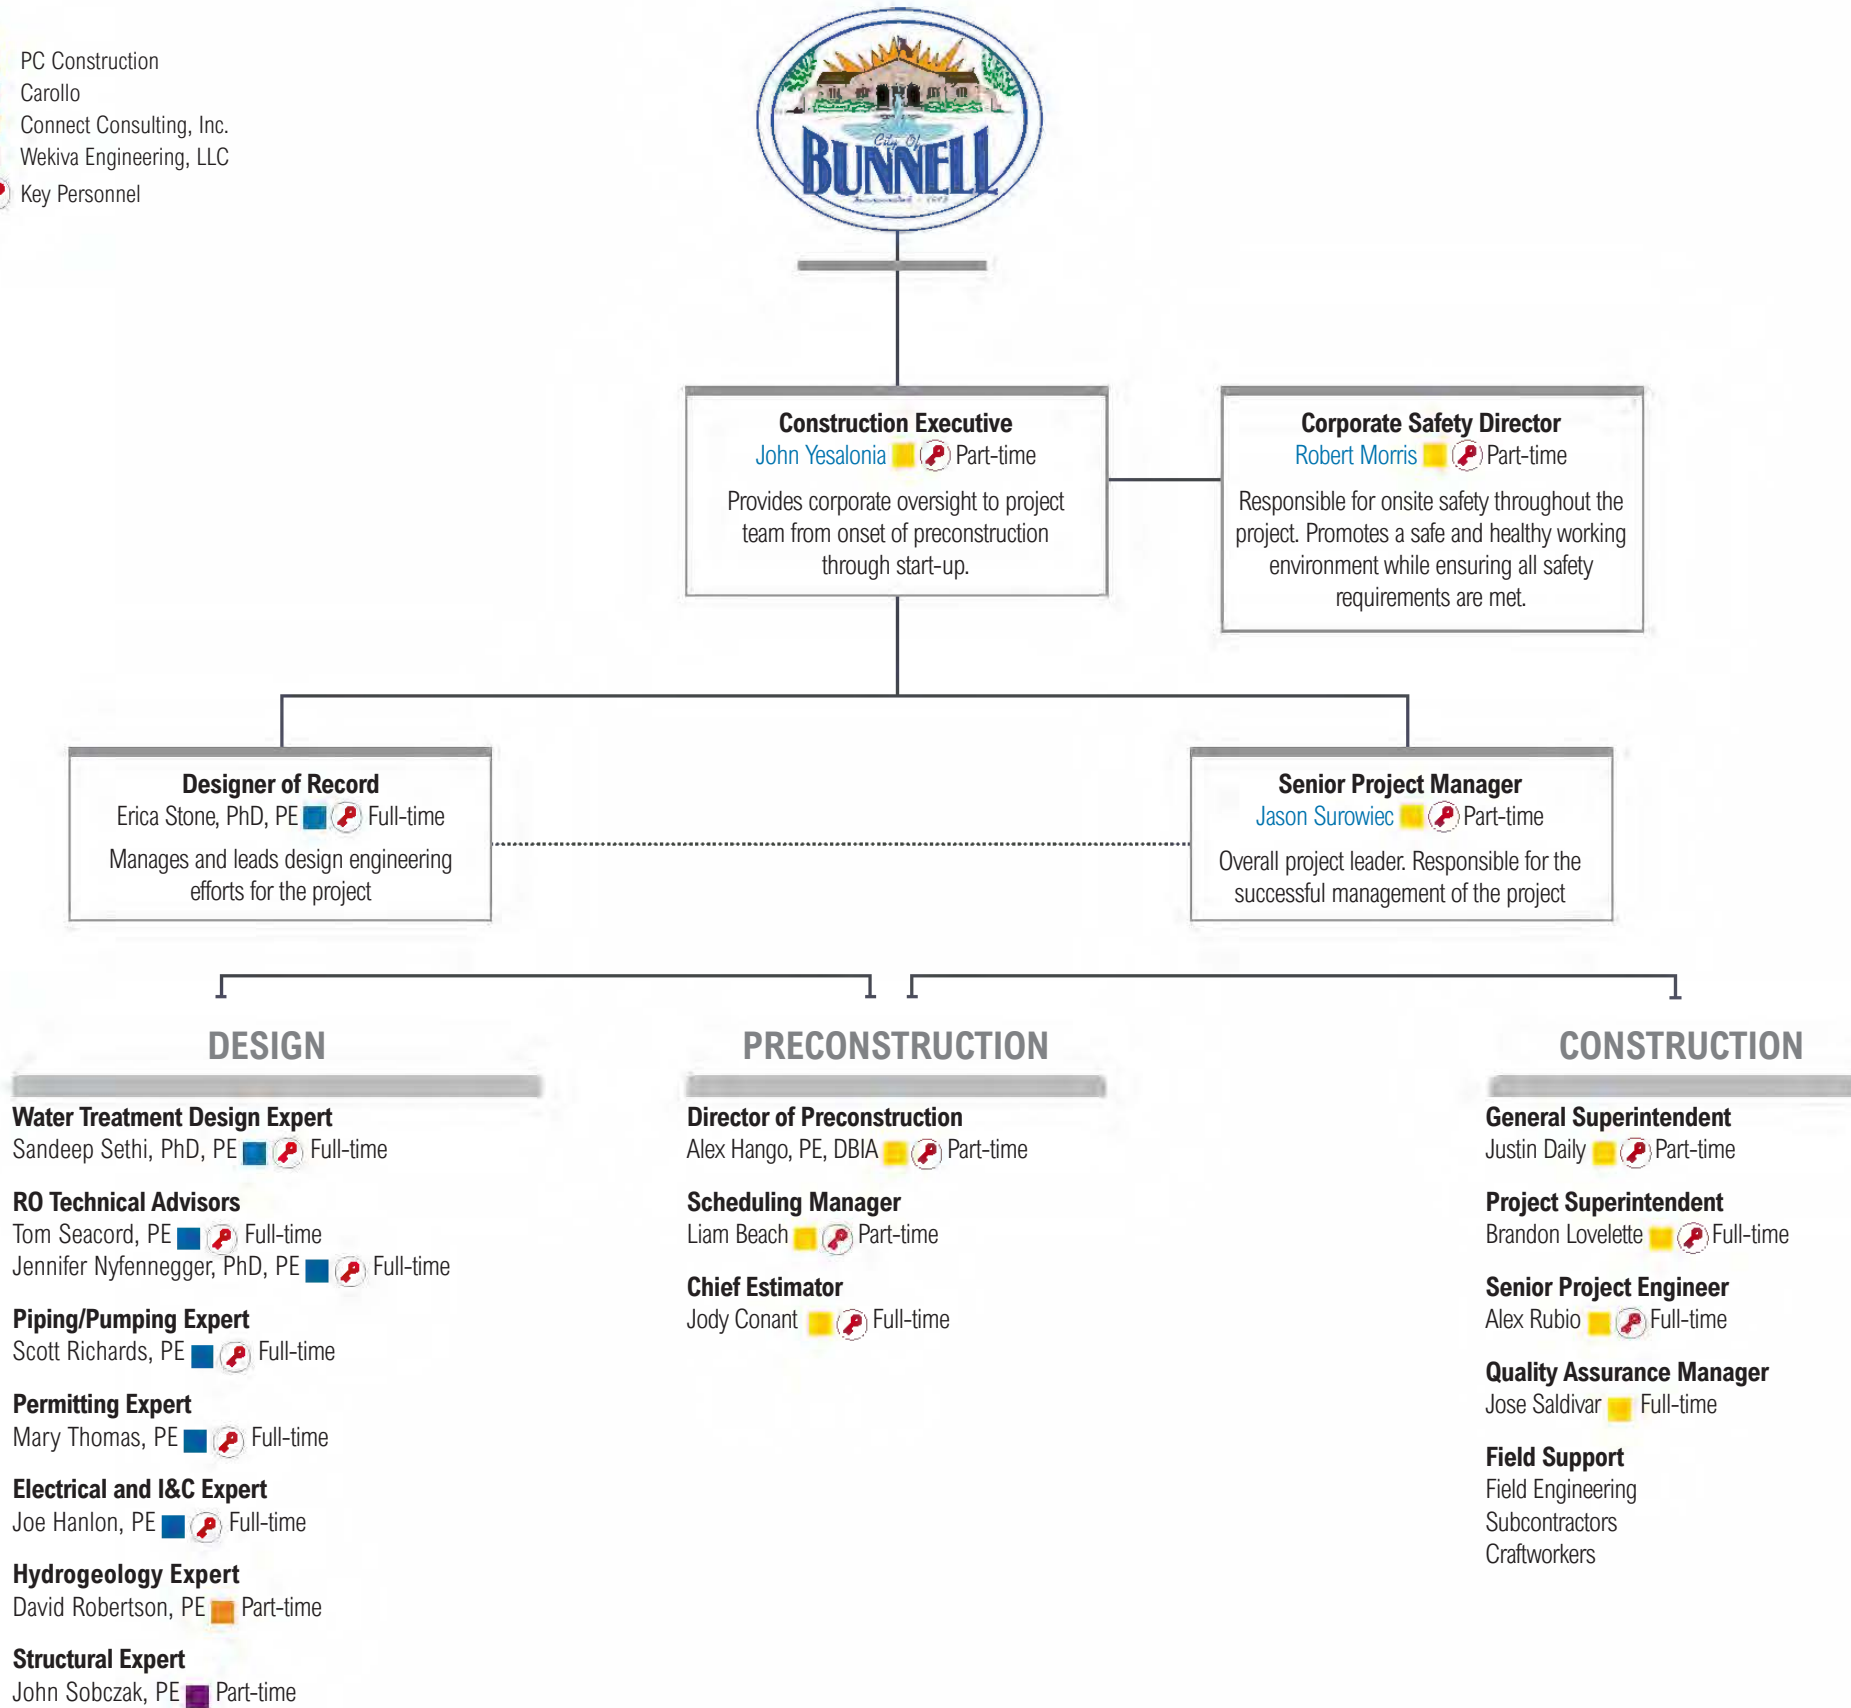 PC Construction
Carollo
Connect Consulting, Inc.
Wekiva Engineering, LLC
Key Personnel
City Of
BUNNELL
Construction Executive
John Yesalonia Part-time
Provides corporate oversight to project
team from onset of preconstruction
through start-up.
Corporate Safety Director
Robert Morris Part-time
Responsible for onsite safety throughout the
project. Promotes a safe and healthy working
environment while ensuring all safety
requirements are met.
Designer of Record
Erica Stone, PhD, PE Full-time
Manages and leads design engineering
efforts for the project
Senior Project Manager
Jason Surowiec Part-time
Overall project leader. Responsible for the
successful management of the project
DESIGN
Water Treatment Design Expert
Sandeep Sethi, PhD, PE Full-time
RO Technical Advisors
Tom Seacord, PE Full-time
Jennifer Nyfennegger, PhD, PE Full-time
Piping/Pumping Expert
Scott Richards, PE Full-time
Permitting Expert
Mary Thomas, PE Full-time
Electrical and I&C Expert
Joe Hanlon, PE Full-time
Hydrogeology Expert
David Robertson, PE Part-time
Structural Expert
John Sobczak, PE Part-time
PRECONSTRUCTION
Director of Preconstruction
Alex Hango, PE, DBIA Part-time
Scheduling Manager
Liam Beach Part-time
Chief Estimator
Jody Conant Full-time
CONSTRUCTION
General Superintendent
Justin Daily Part-time
Project Superintendent
Brandon Lovelette Full-time
Senior Project Engineer
Alex Rubio Full-time
Quality Assurance Manager
Jose Saldivar Full-time
Field Support
Field Engineering
Subcontractors
Craftworkers